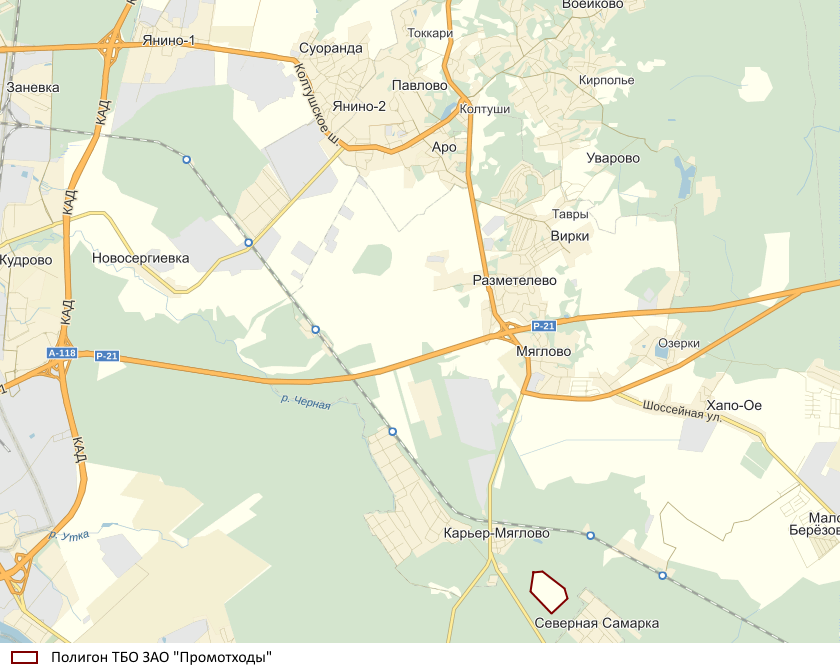 Воейково
Токкари
Янино-1
Суоранда
Заневка
Павлово
Кирполье
КАД
Колтушское ш.
Янино-2
Колтуши
Аро
Уварово
КАД
Тавры
Вирки
Кудрово
Новосергиевка
Разметелево
КАД
Р-21
А-118
Р-21
Мяглово
Озерки
р. Черная
Шоссейная ул.
Хапо-Ое
КАД
р. Утка
Карьер-Мяглово
Северная Самарка
Полигон ТБО ЗАО "Промотходы"